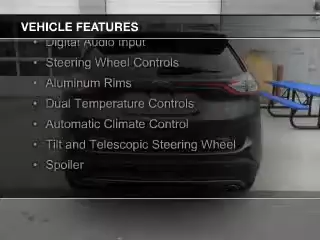 VEHICLE FEATURES
• Digital Audio Input
• Steering Wheel Controls
• Aluminum Rims
• Dual Temperature Controls
• Automatic Climate Control
• Tilt and Telescopic Steering Wheel
• Spoiler